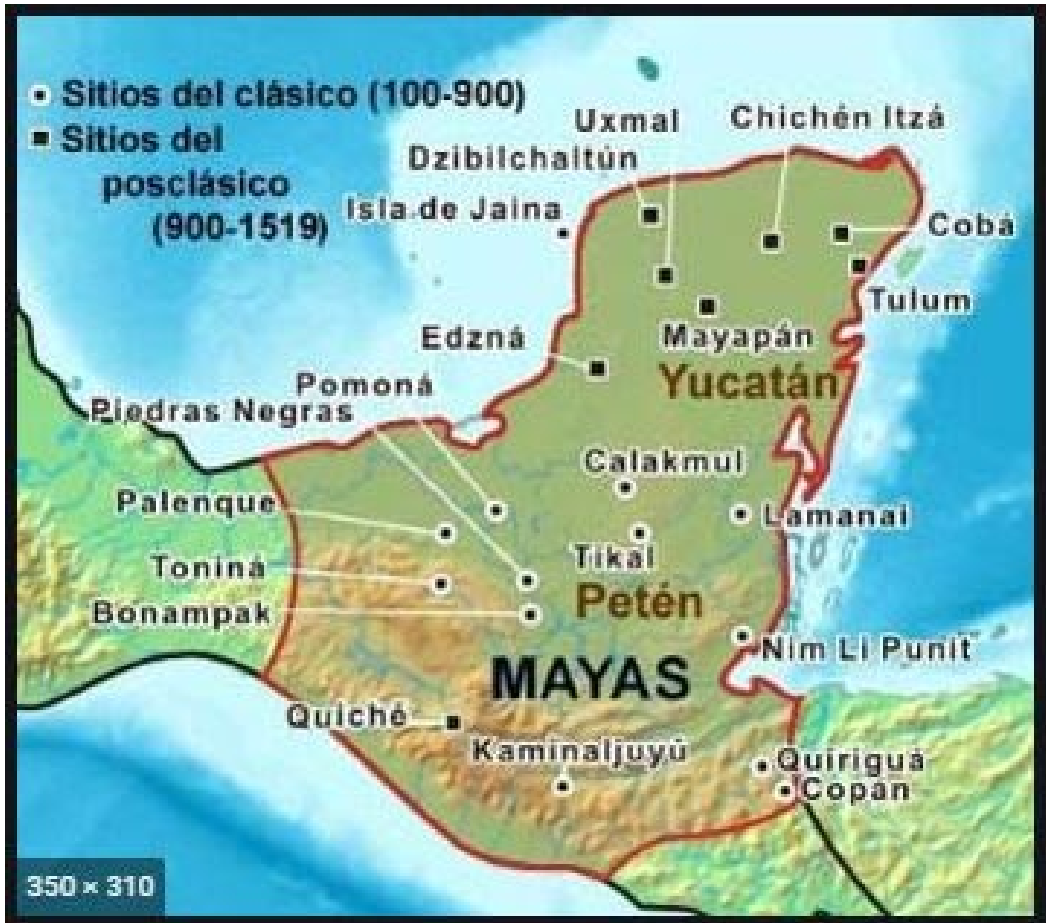 Sitios del clásico (100-900)
Sitios del
posclásico
(900-1519)
Uxmal
Chichén Itzá
Dzibilchaltún
Isla de Jaina
Cobá
Tulum
Edzná
Mayapán
Yucatán
Pomoná
Piedras Negras
Calakmul
Palenque
Lamanai
Tikal
Toniná
Petén
Bonampak
Nim Li Punit
MAYAS
Quiché
Kaminaljuyú
Quiriguá
Copán
350 × 310